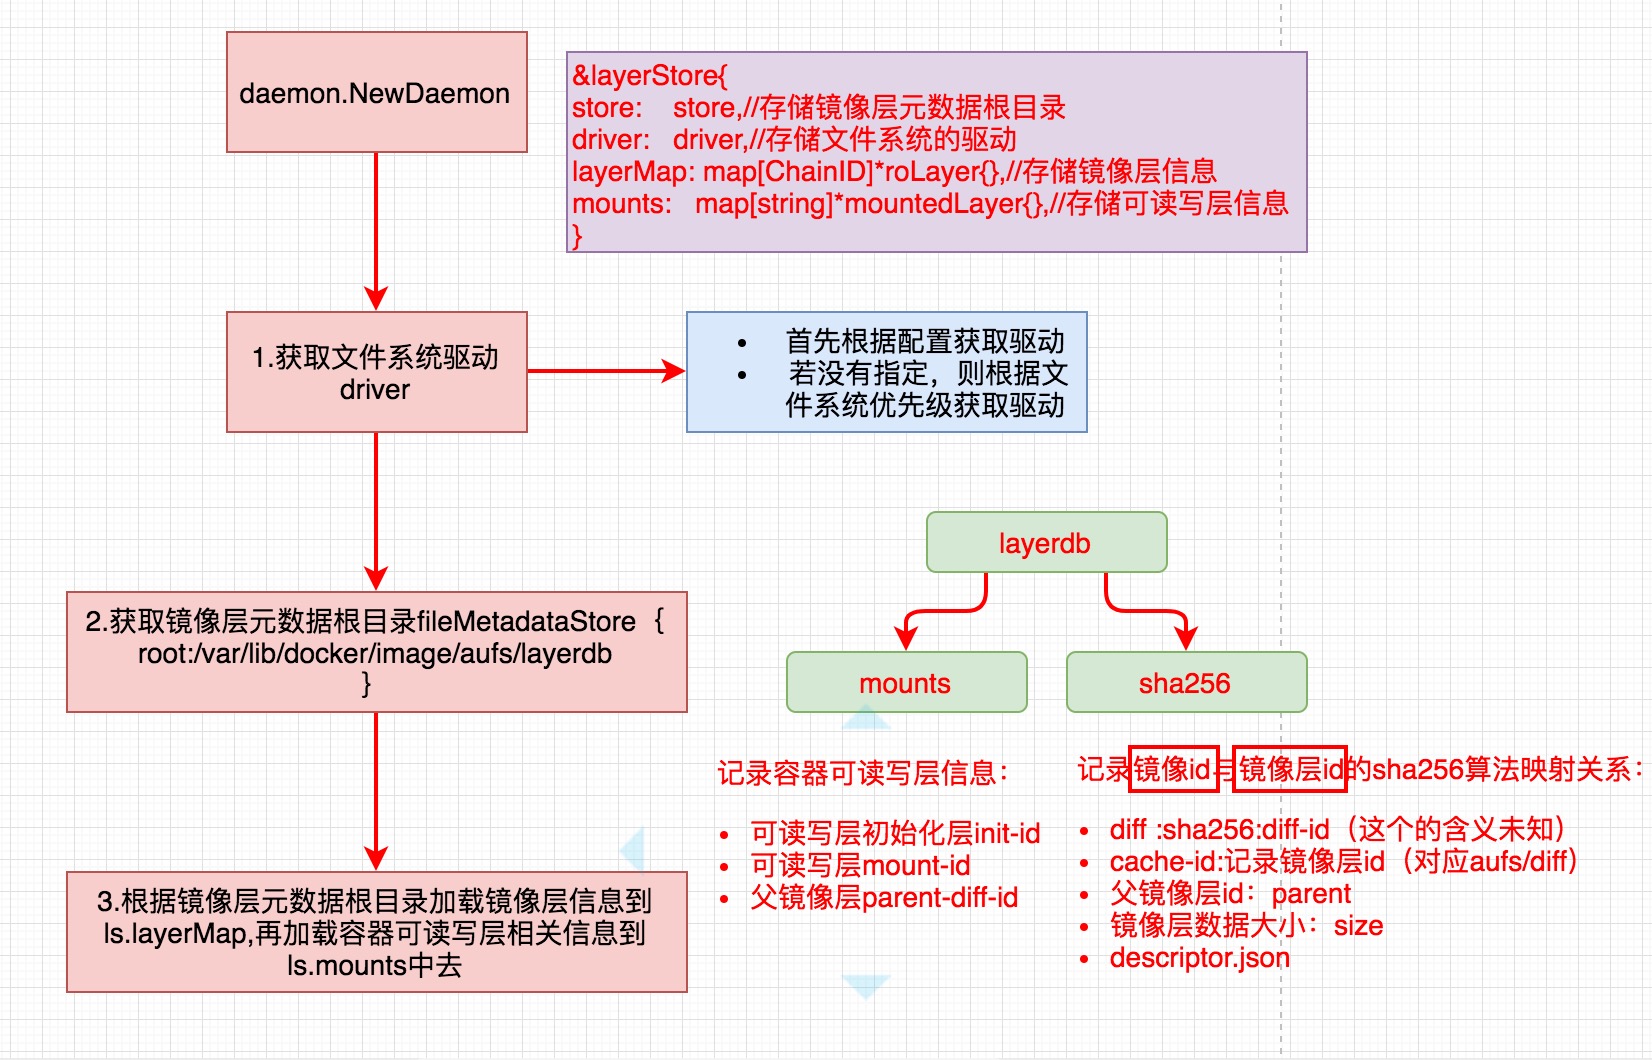 daemon.NewDaemon
&layerStore{
store: store,//存储镜像层元数据根目录
driver: driver,//存储文件系统的驱动
layerMap: map[ChainID]*roLayer{},//存储镜像层信息
mounts: map[string]*mountedLayer{},//存储可读写层信息
}
1.获取文件系统驱动
driver
• 首先根据配置获取驱动
• 若没有指定，则根据文
件系统优先级获取驱动
2.获取镜像层元数据根目录fileMetadataStore {
root:/var/lib/docker/image/aufs/layerdb
}
3.根据镜像层元数据根目录加载镜像层信息到
ls.layerMap,再加载容器可读写层相关信息到
ls.mounts中去
layerdb
mounts
sha256
记录容器可读写层信息：
• 可读写层初始化层init-id
• 可读写层mount-id
• 父镜像层parent-diff-id
记录镜像id与镜像层id的sha256算法映射关系：
• diff :sha256:diff-id（这个的含义未知）
• cache-id:记录镜像层id（对应aufs/diff）
• 父镜像层id：parent
• 镜像层数据大小：size
• descriptor.json